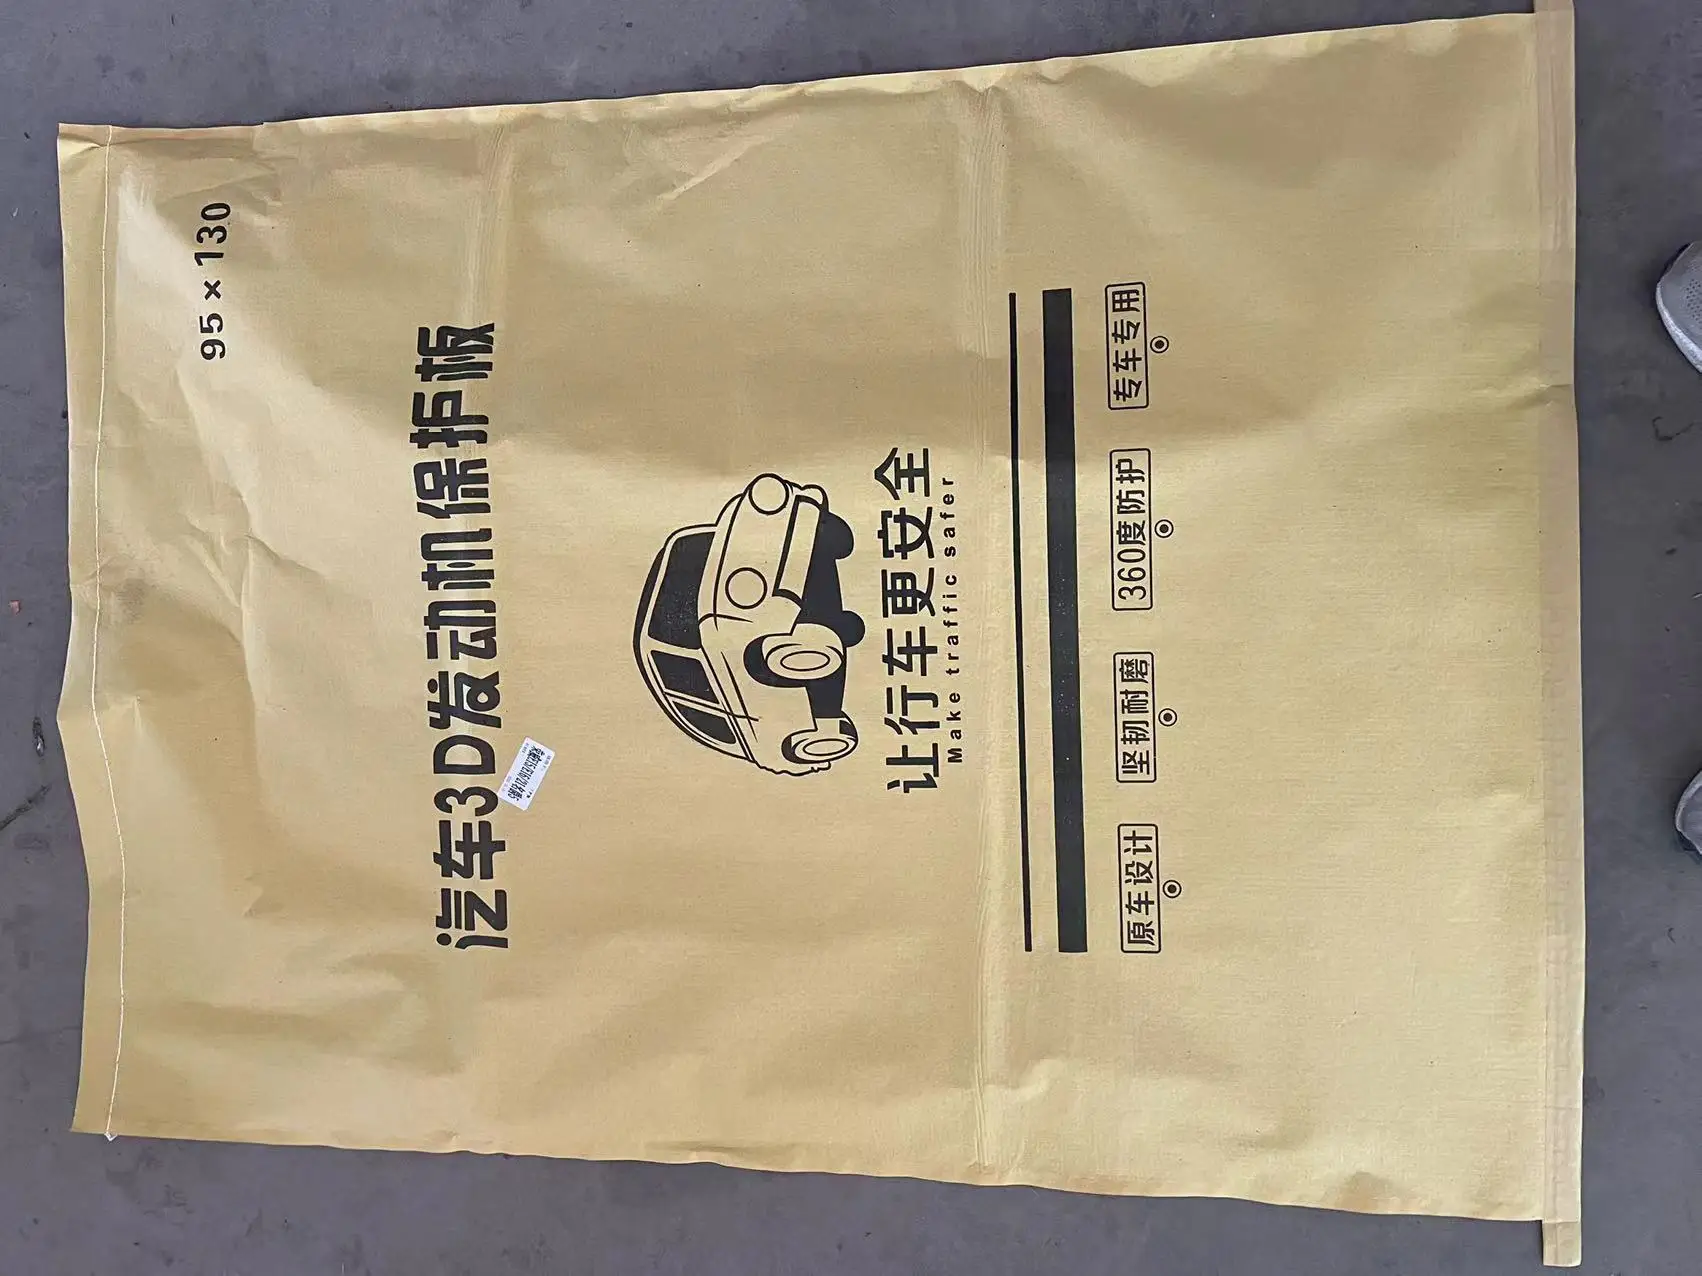 95×130
汽车3D发动机保护板
让行车更安全
Make traffic safer
原车设计 坚韧耐磨 360度防护 专车专用